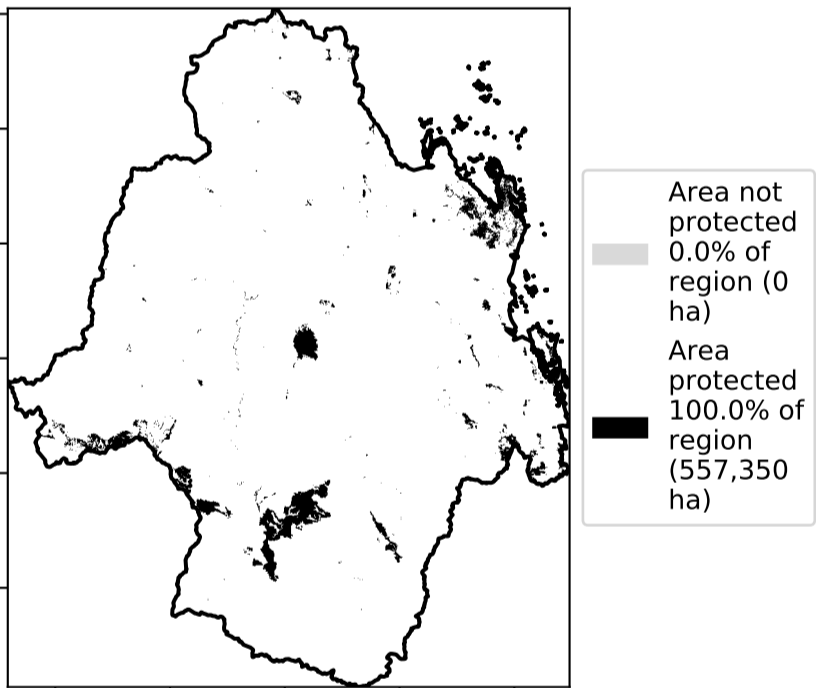 Area not
protected
0.0% of
region (0
ha)
Area
protected
100.0% of
region
(557,350
ha)